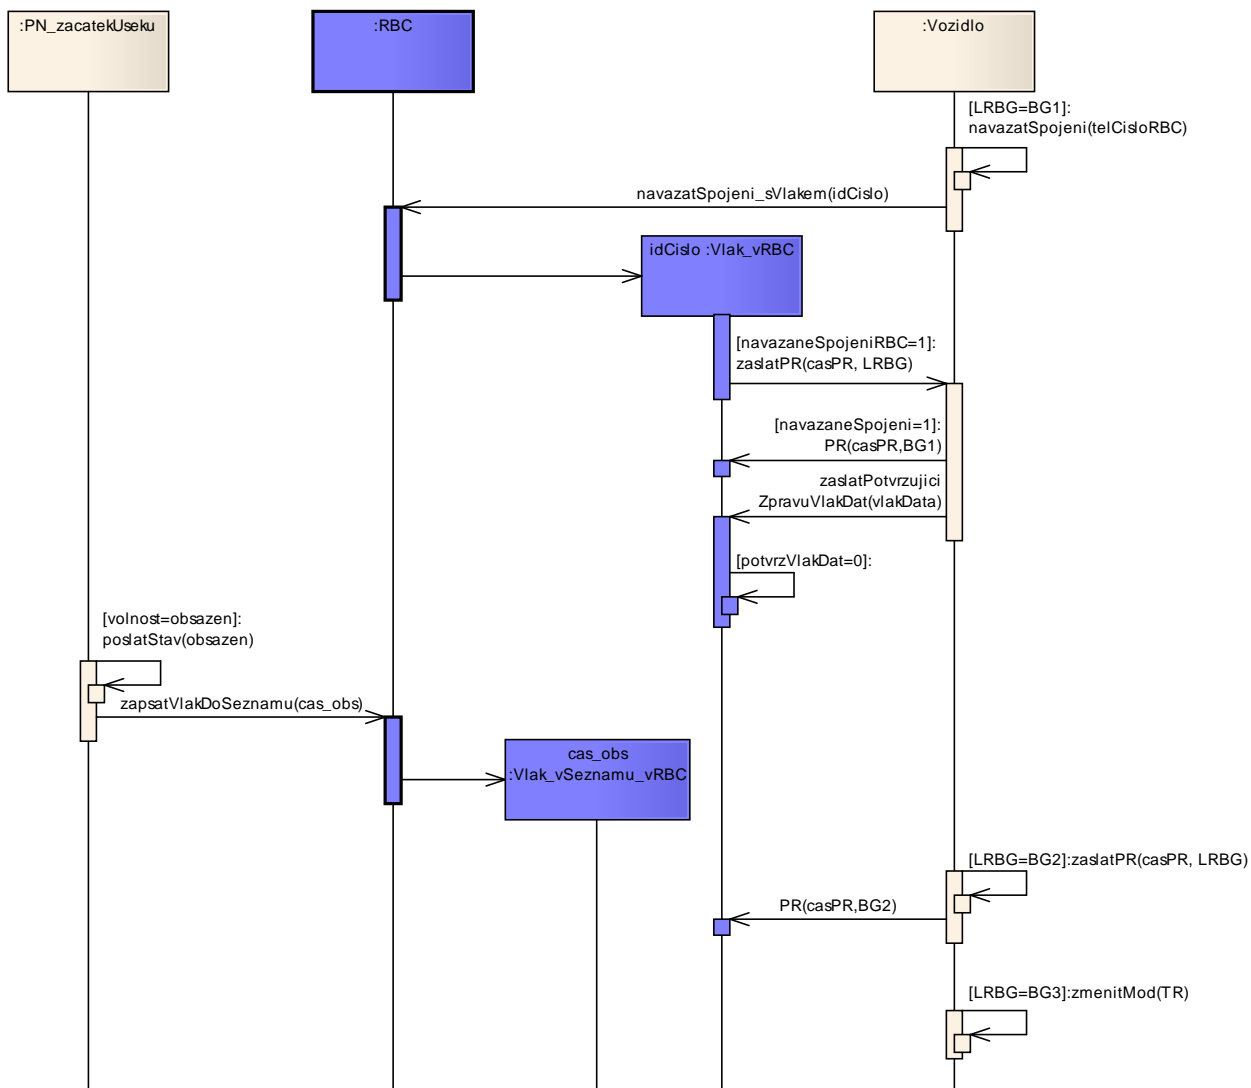 :PN_zacatekUseku
:RBC
:Vozidlo
[LRBG=BG1]:
navazatSpojeni(telCisloRBC)
navazatSpojeni_sVlakem(idCislo)
idCislo :Vlak_vRBC
[navazaneSpojeniRBC=1]:
zaslatPR(casPR, LRBG)
[navazaneSpojeni=1]:
PR(casPR,BG1)
zaslatPotvrzujici
ZpravuVlakDat(vlakData)
[potvrzVlakDat=0]:
[volnost=obsazen]:
poslatStav(obsazen)
zapsatVlakDoSeznamu(cas_obs)
cas_obs
:Vlak_vSeznamu_vRBC
[LRBG=BG2]:zaslatPR(casPR, LRBG)
PR(casPR,BG2)
[LRBG=BG3]:zmenitMod(TR)